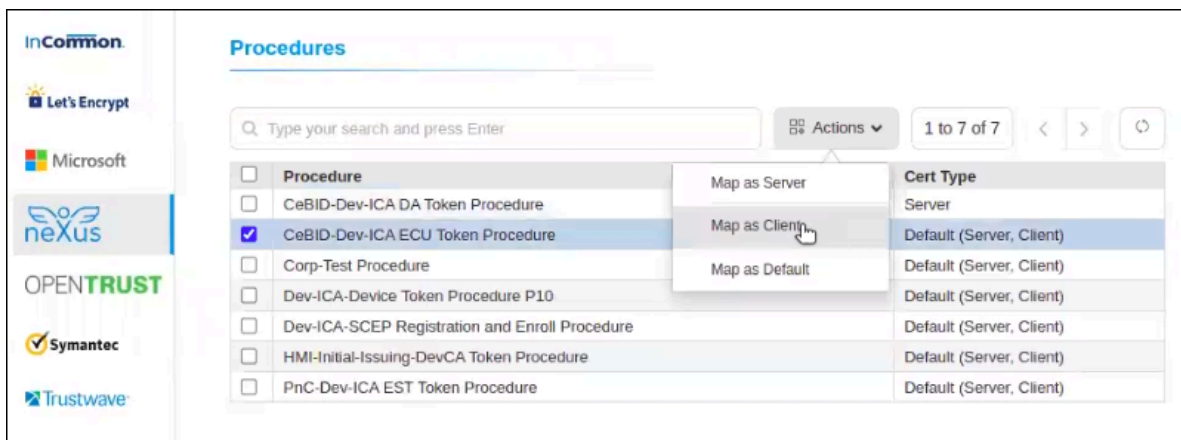 InCommon.
Let's Encrypt
Microsoft
neXus
OPENTRUST
Symantec
Trustwave
Procedures
Type your search and press Enter
Actions
1 to 7 of 7
Map as Server
Map as Client
Map as Default
Procedure Cert Type
CeBID-Dev-ICA DA Token Procedure Server
CeBID-Dev-ICA ECU Token Procedure Default (Server, Client)
Corp-Test Procedure Default (Server, Client)
Dev-ICA-Device Token Procedure P10 Default (Server, Client)
Dev-ICA-SCEP Registration and Enroll Procedure Default (Server, Client)
HMI-Initial-Issuing-DevCA Token Procedure Default (Server, Client)
PnC-Dev-ICA EST Token Procedure Default (Server, Client)